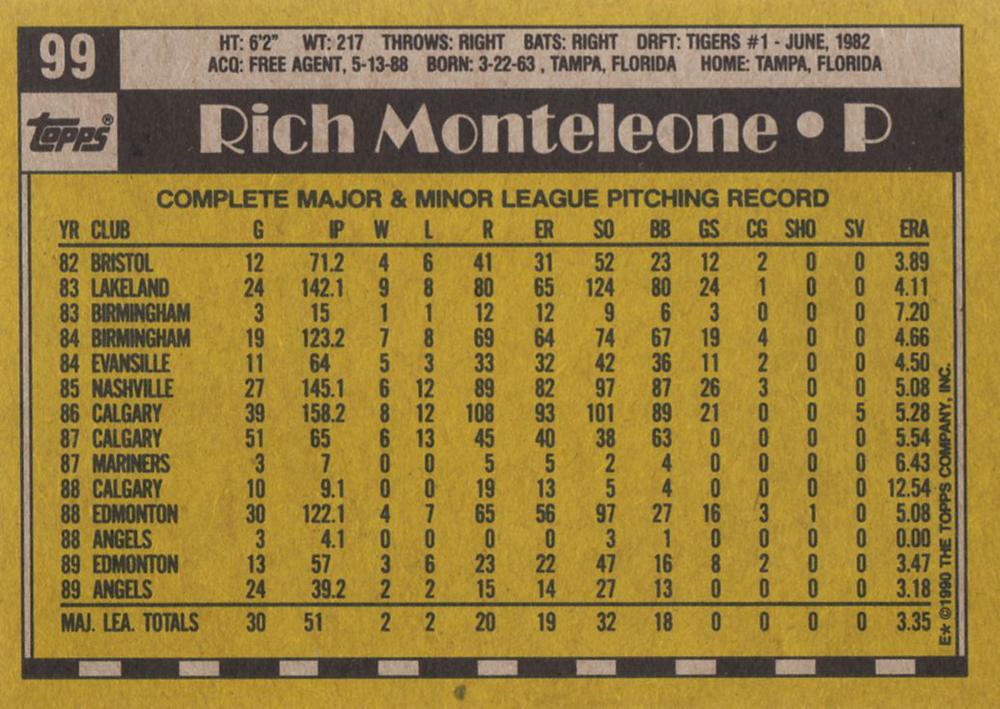 99
HT: 6'2" WT: 217 THROWS: RIGHT BATS: RIGHT DRFT: TIGERS #1 - JUNE, 1982
ACQ: FREE AGENT, 5-13-88 BORN: 3-22-63 , TAMPA, FLORIDA HOME: TAMPA, FLORIDA
topps®
Rich Monteleone • P
COMPLETE MAJOR & MINOR LEAGUE PITCHING RECORD
YR CLUB G IP W L R ER SO BB GS CG SHO SV ERA
82 BRISTOL 12 71.2 4 6 41 31 52 23 12 2 0 0 3.89
83 LAKELAND 24 142.1 9 8 80 65 124 80 24 1 0 0 4.11
83 BIRMINGHAM 3 15 1 1 12 12 9 6 3 0 0 0 7.20
84 BIRMINGHAM 19 123.2 7 8 69 64 74 67 19 4 0 0 4.66
84 EVANSILLE 11 64 5 3 33 32 42 36 11 2 0 0 4.50
85 NASHVILLE 27 145.1 6 12 89 82 97 87 26 3 0 0 5.08
86 CALGARY 39 158.2 8 12 108 93 101 89 21 0 0 5 5.28
87 CALGARY 51 65 6 13 45 40 38 63 0 0 0 0 5.54
87 MARINERS 3 7 0 0 5 5 2 4 0 0 0 0 6.43
88 CALGARY 10 9.1 0 0 19 13 5 4 0 0 0 0 12.54
88 EDMONTON 30 122.1 4 7 65 56 97 27 16 3 1 0 5.08
88 ANGELS 3 4.1 0 0 0 0 3 1 0 0 0 0 0.00
89 EDMONTON 13 57 3 6 23 22 47 16 8 2 0 0 3.47
89 ANGELS 24 39.2 2 2 15 14 27 13 0 0 0 0 3.18
MAJ. LEA. TOTALS 30 51 2 2 20 19 32 18 0 0 0 0 3.35
E* ©1990 THE TOPPS COMPANY, INC.